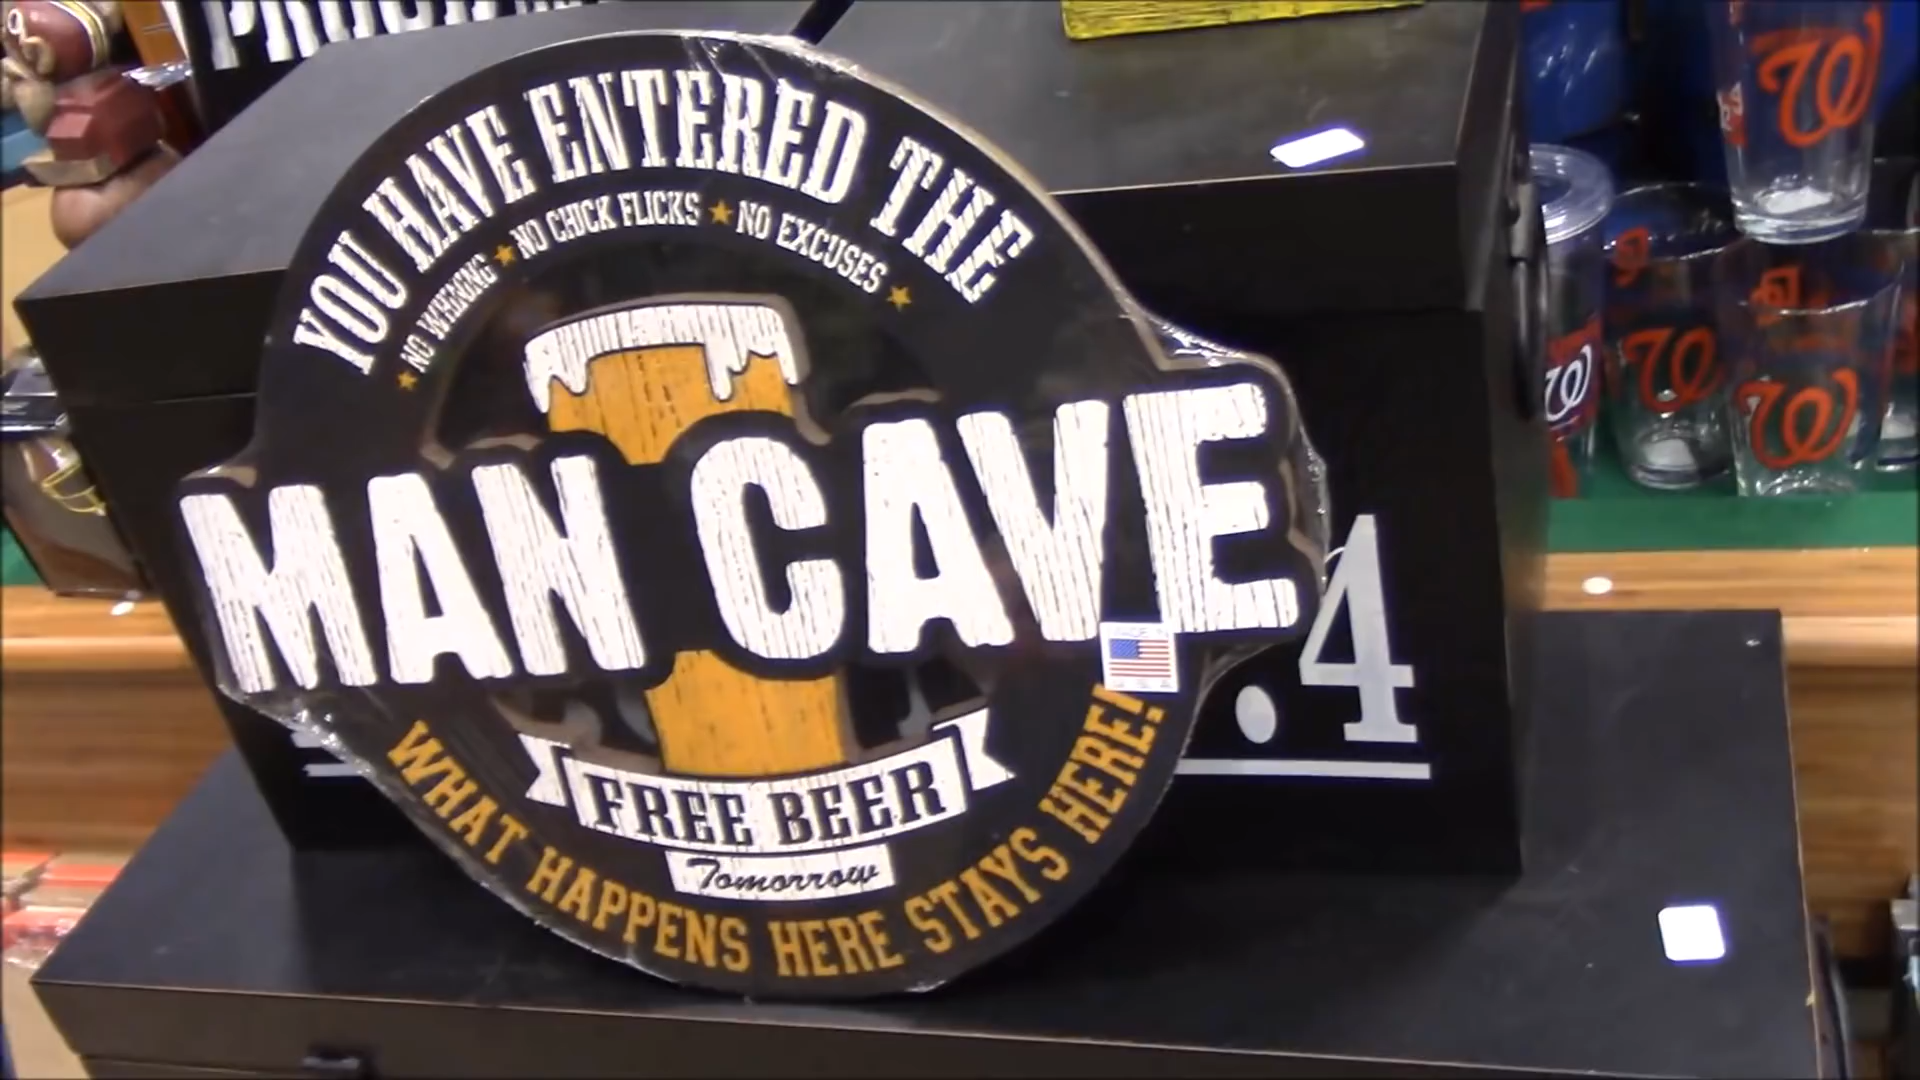 YOU HAVE ENTERED THE
NO WHINING ★ NO CHICK FLICKS ★ NO EXCUSES
MAN CAVE
FREE BEER
Tomorrow
WHAT HAPPENS HERE STAYS HERE!
.4
W
W
W
W